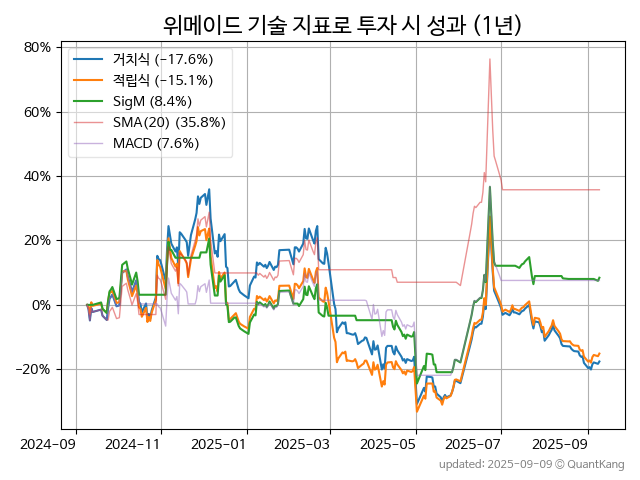 위메이드 기술 지표로 투자 시 성과 (1년)
80%
60%
40%
20%
0%
−20%
거치식 (-17.6%)
적립식 (-15.1%)
SigM (8.4%)
SMA(20) (35.8%)
MACD (7.6%)
2024-09
2024-11
2025-01
2025-03
2025-05
2025-07
2025-09
updated: 2025-09-09 © QuantKang